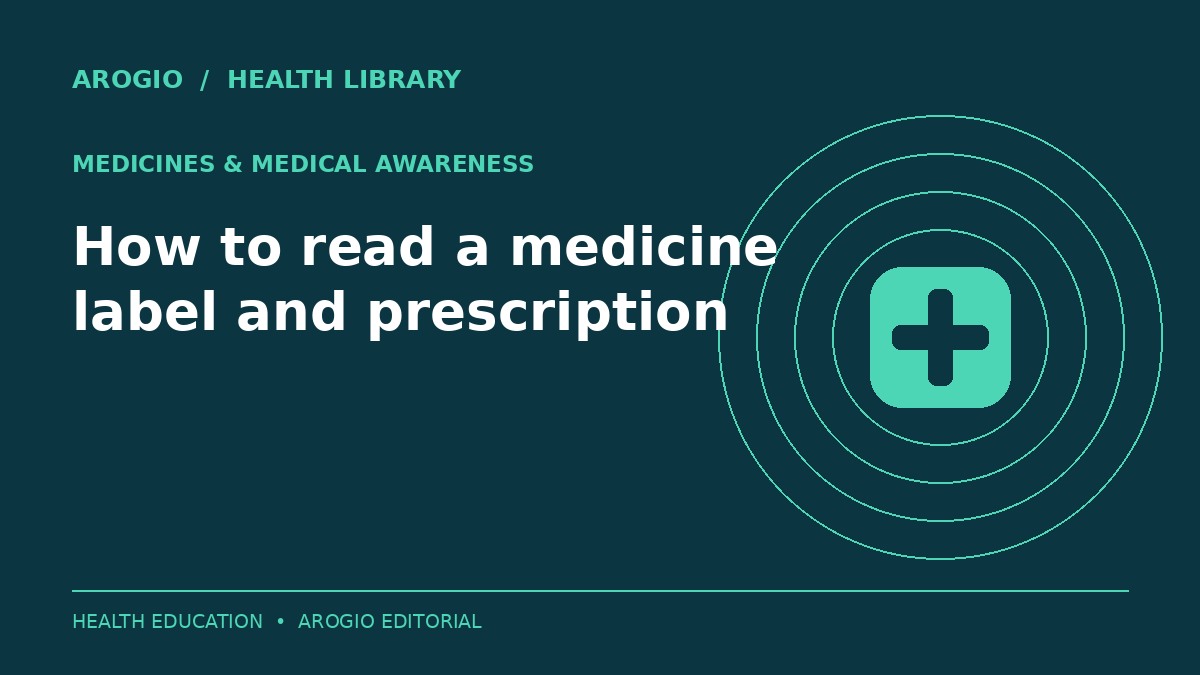 AROGIO / HEALTH LIBRARY
MEDICINES & MEDICAL AWARENESS
How to read a medicine
label and prescription
HEALTH EDUCATION • AROGIO EDITORIAL